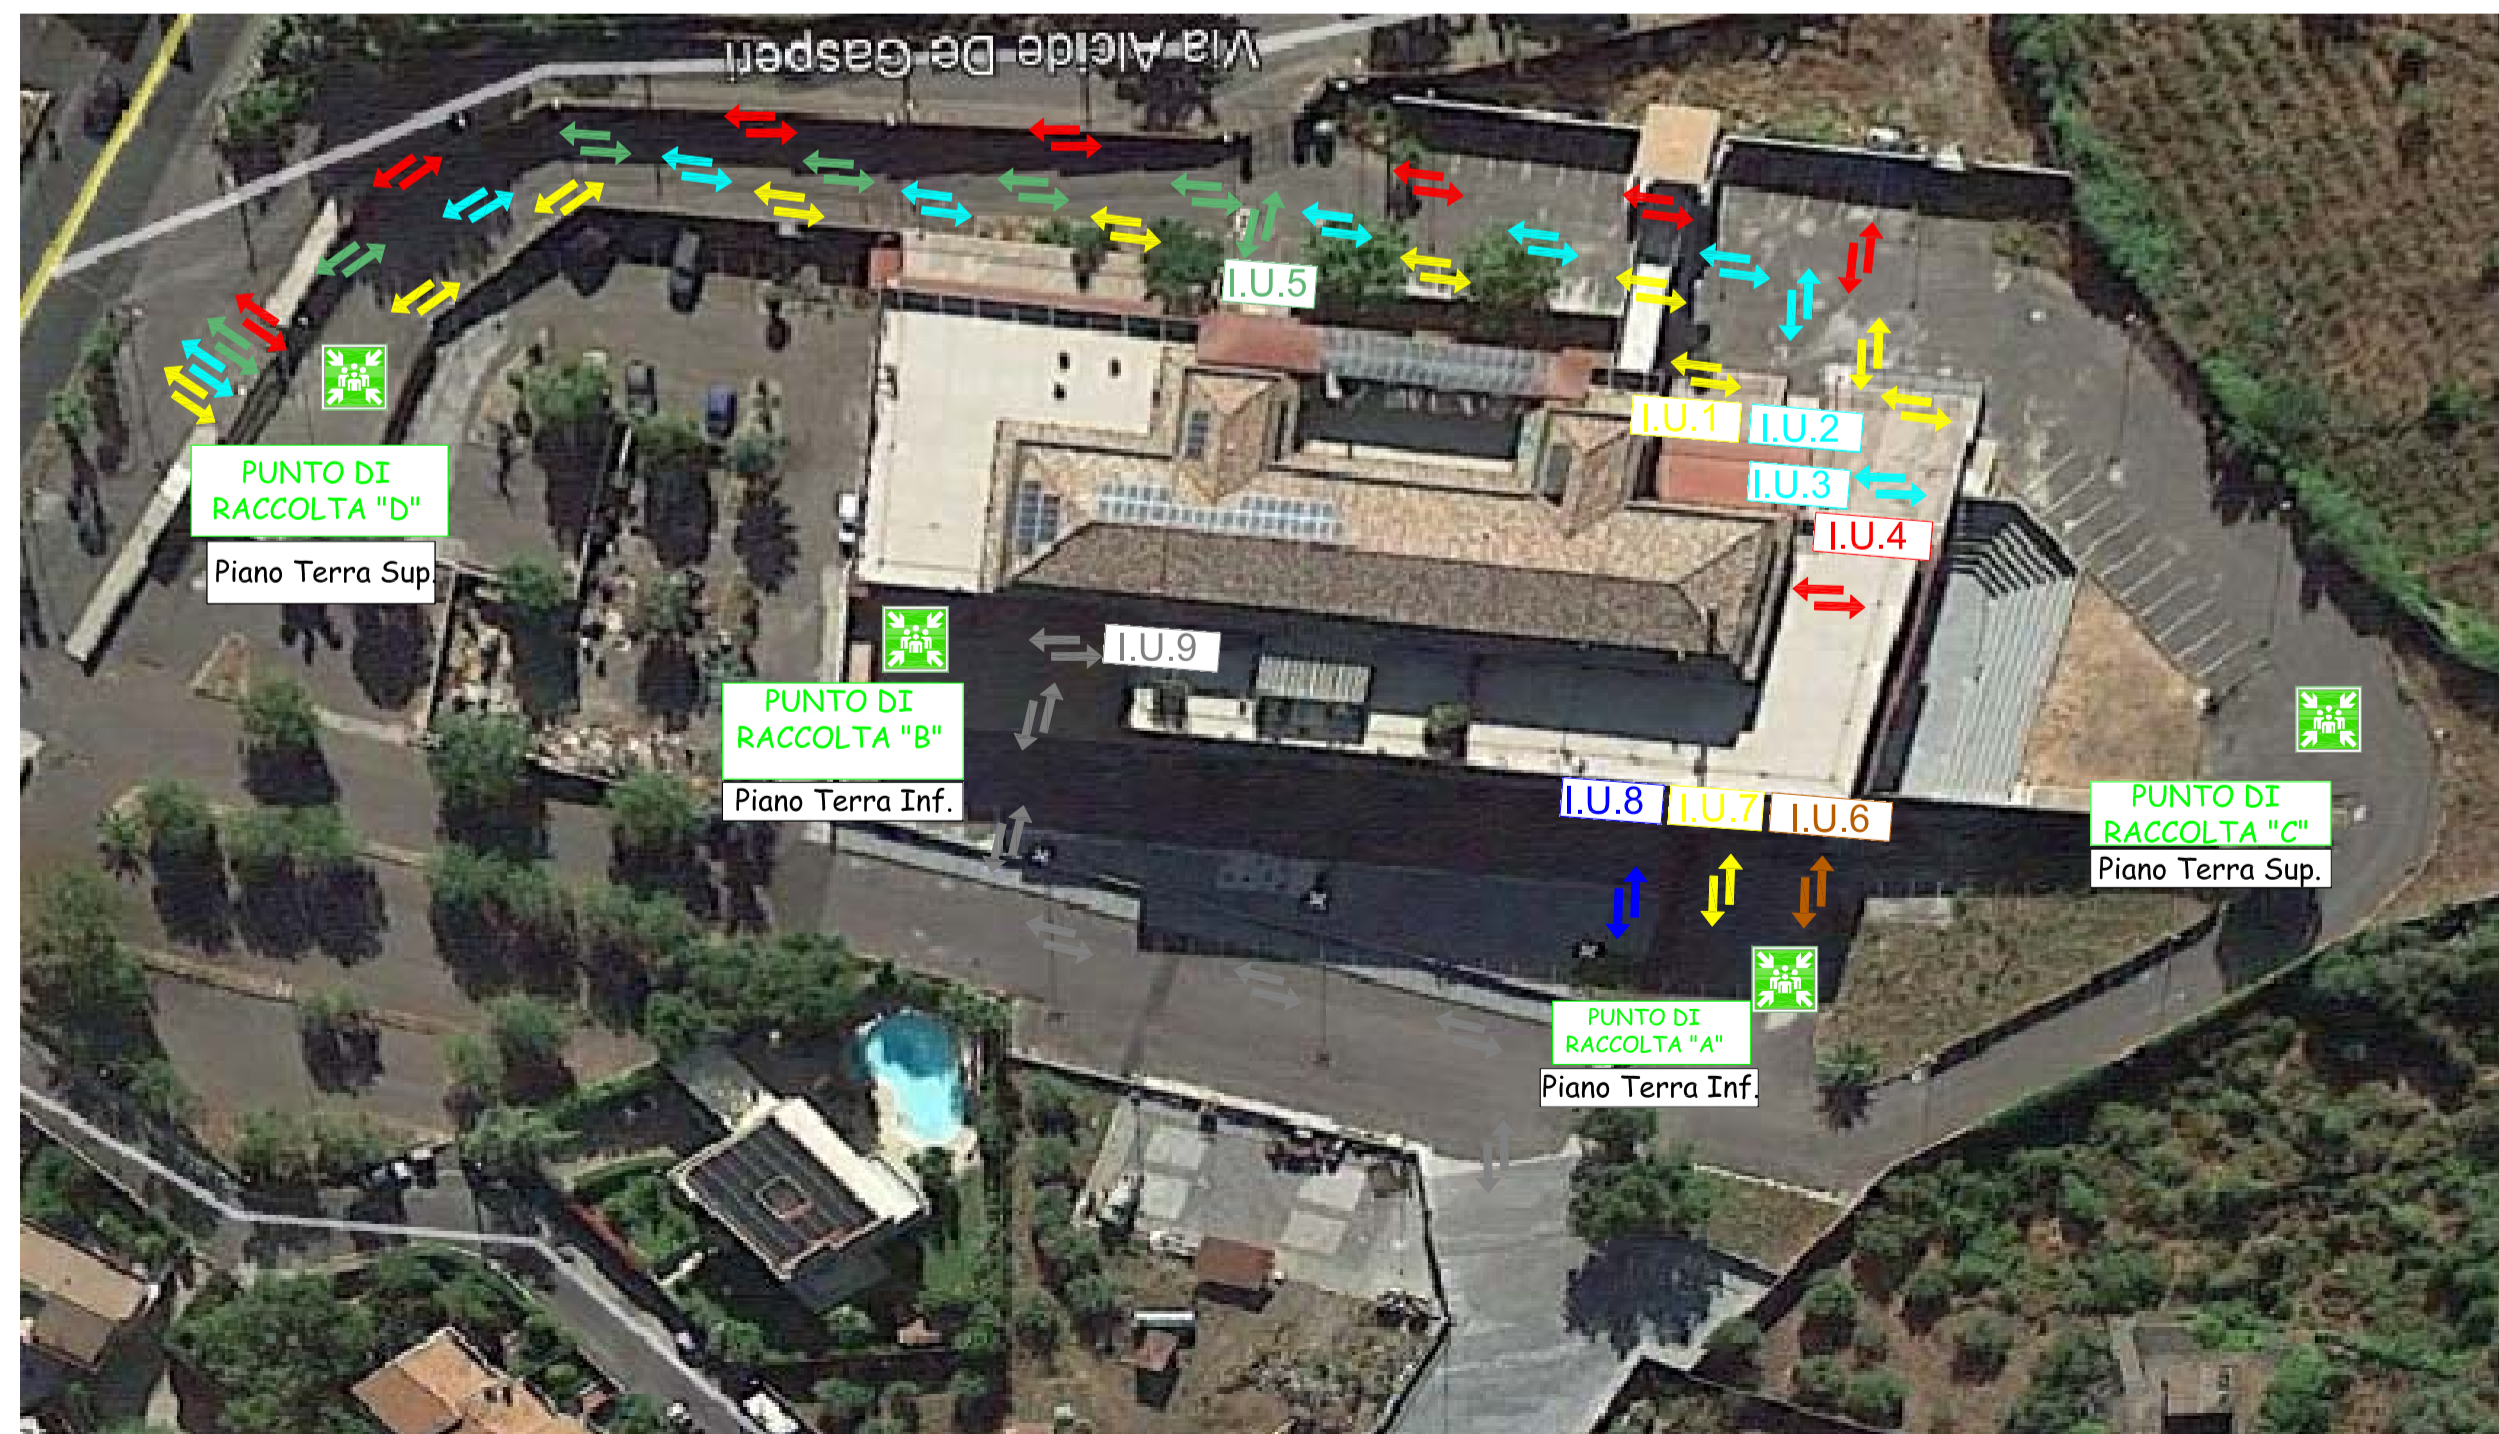 Via Alcide De Gasperi
I.U.5
I.U.1
I.U.2
I.U.3
I.U.4
PUNTO DI
RACCOLTA "D"
Piano Terra Sup.
I.U.9
PUNTO DI
RACCOLTA "B"
Piano Terra Inf.
I.U.8
I.U.7
I.U.6
PUNTO DI
RACCOLTA "C"
Piano Terra Sup.
PUNTO DI
RACCOLTA "A"
Piano Terra Inf.